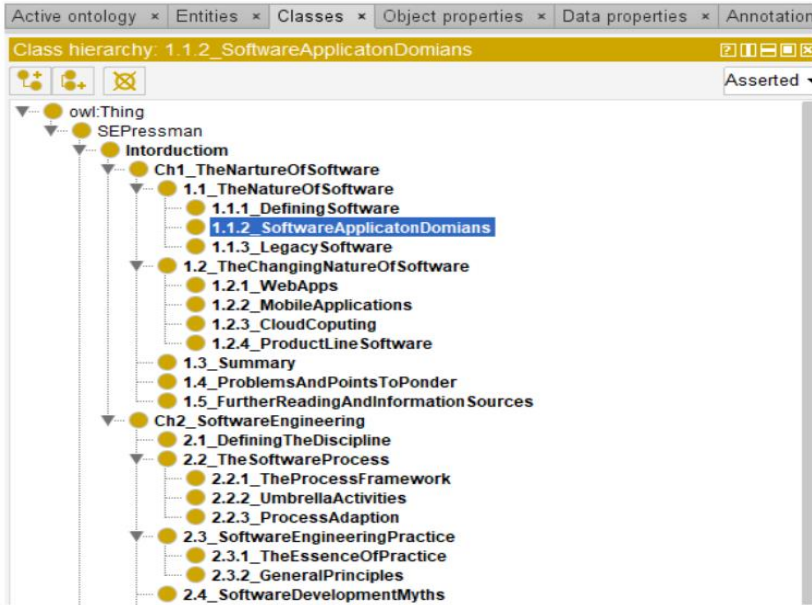 Active ontology × Entities × Classes × Object properties × Data properties × Annotation
Class hierarchy: 1.1.2_SoftwareApplicatonDomians
Asserted
owl:Thing
SEPressman
Intorductiom
Ch1_TheNartureOfSoftware
1.1_TheNatureOfSoftware
1.1.1_DefiningSoftware
1.1.2_SoftwareApplicatonDomians
1.1.3_LegacySoftware
1.2_TheChangingNatureOfSoftware
1.2.1_WebApps
1.2.2_MobileApplications
1.2.3_CloudCoputing
1.2.4_ProductLineSoftware
1.3_Summary
1.4_ProblemsAndPointsToPonder
1.5_FurtherReadingAndInformationSources
Ch2_SoftwareEngineering
2.1_DefiningTheDiscipline
2.2_TheSoftwareProcess
2.2.1_TheProcessFramework
2.2.2_UmbrellaActivities
2.2.3_ProcessAdaption
2.3_SoftwareEngineeringPractice
2.3.1_TheEssenceOfPractice
2.3.2_GeneralPrinciples
2.4_SoftwareDevelopmentMyths